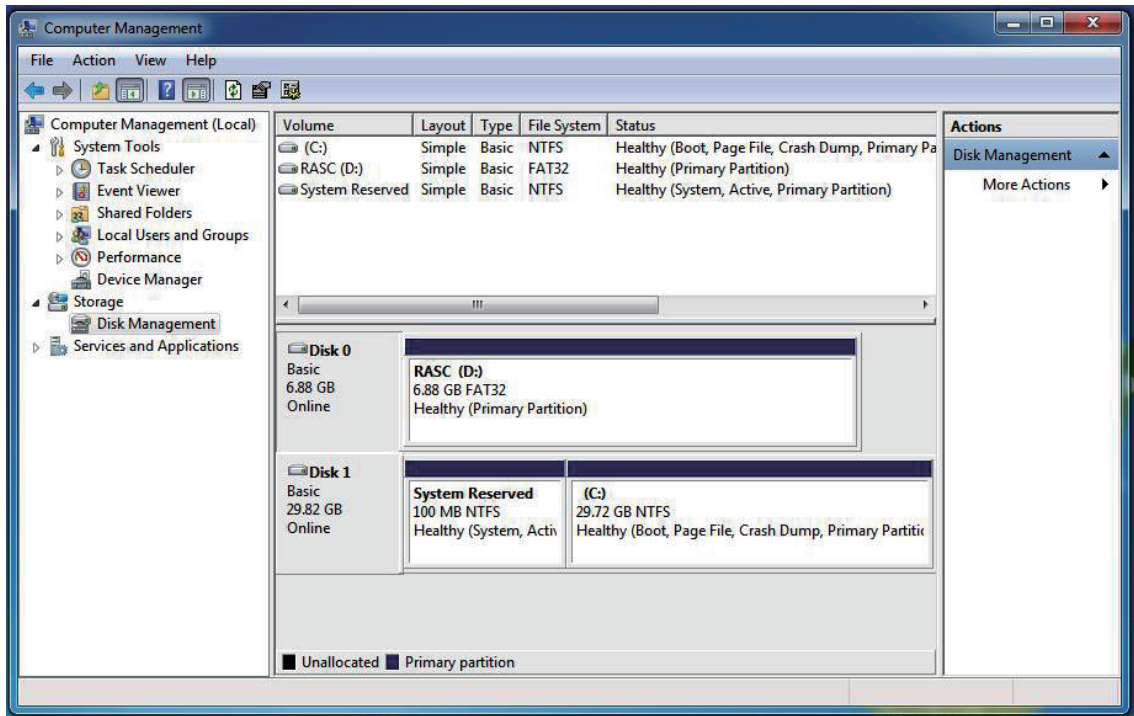 Computer Management
File Action View Help
Computer Management (Local)
System Tools
Task Scheduler
Event Viewer
Shared Folders
Local Users and Groups
Performance
Device Manager
Storage
Disk Management
Services and Applications
Volume Layout Type File System Status
(C:) Simple Basic NTFS Healthy (Boot, Page File, Crash Dump, Primary Pa
RASC (D:) Simple Basic FAT32 Healthy (Primary Partition)
System Reserved Simple Basic NTFS Healthy (System, Active, Primary Partition)
Disk 0
Basic
6.88 GB
Online
RASC (D:)
6.88 GB FAT32
Healthy (Primary Partition)
Disk 1
Basic
29.82 GB
Online
System Reserved
100 MB NTFS
Healthy (System, Activ
(C:)
29.72 GB NTFS
Healthy (Boot, Page File, Crash Dump, Primary Partitic
Unallocated Primary partition
Actions
Disk Management
More Actions